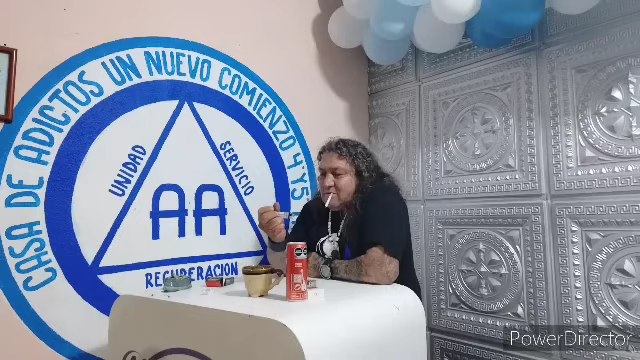 CASA DE ADICTOS UN NUEVO COMIENZO 4 Y 5
UNIDAD
SERVICIO
AA
RECUPERACION
PowerDirector